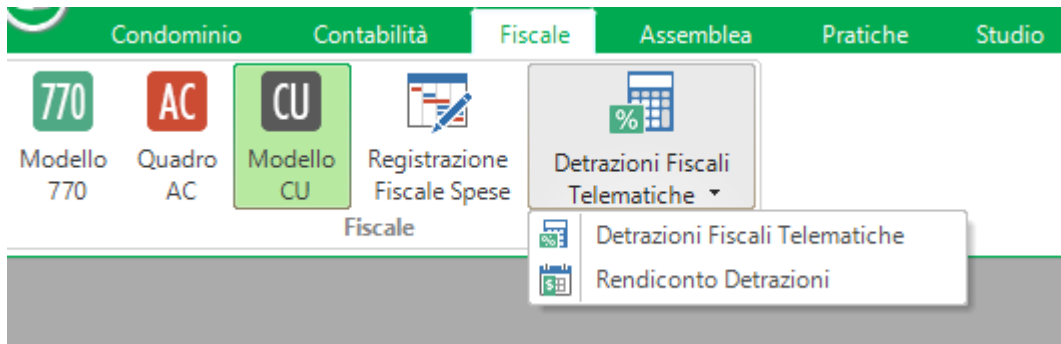 Condominio Contabilità Fiscale Assemblea Pratiche Studio
770 AC CU %
Modello Quadro Modello Registrazione Detrazioni Fiscali
770 AC CU Fiscale Spese Telematiche
Fiscale
% Detrazioni Fiscali Telematiche
$ Rendiconto Detrazioni